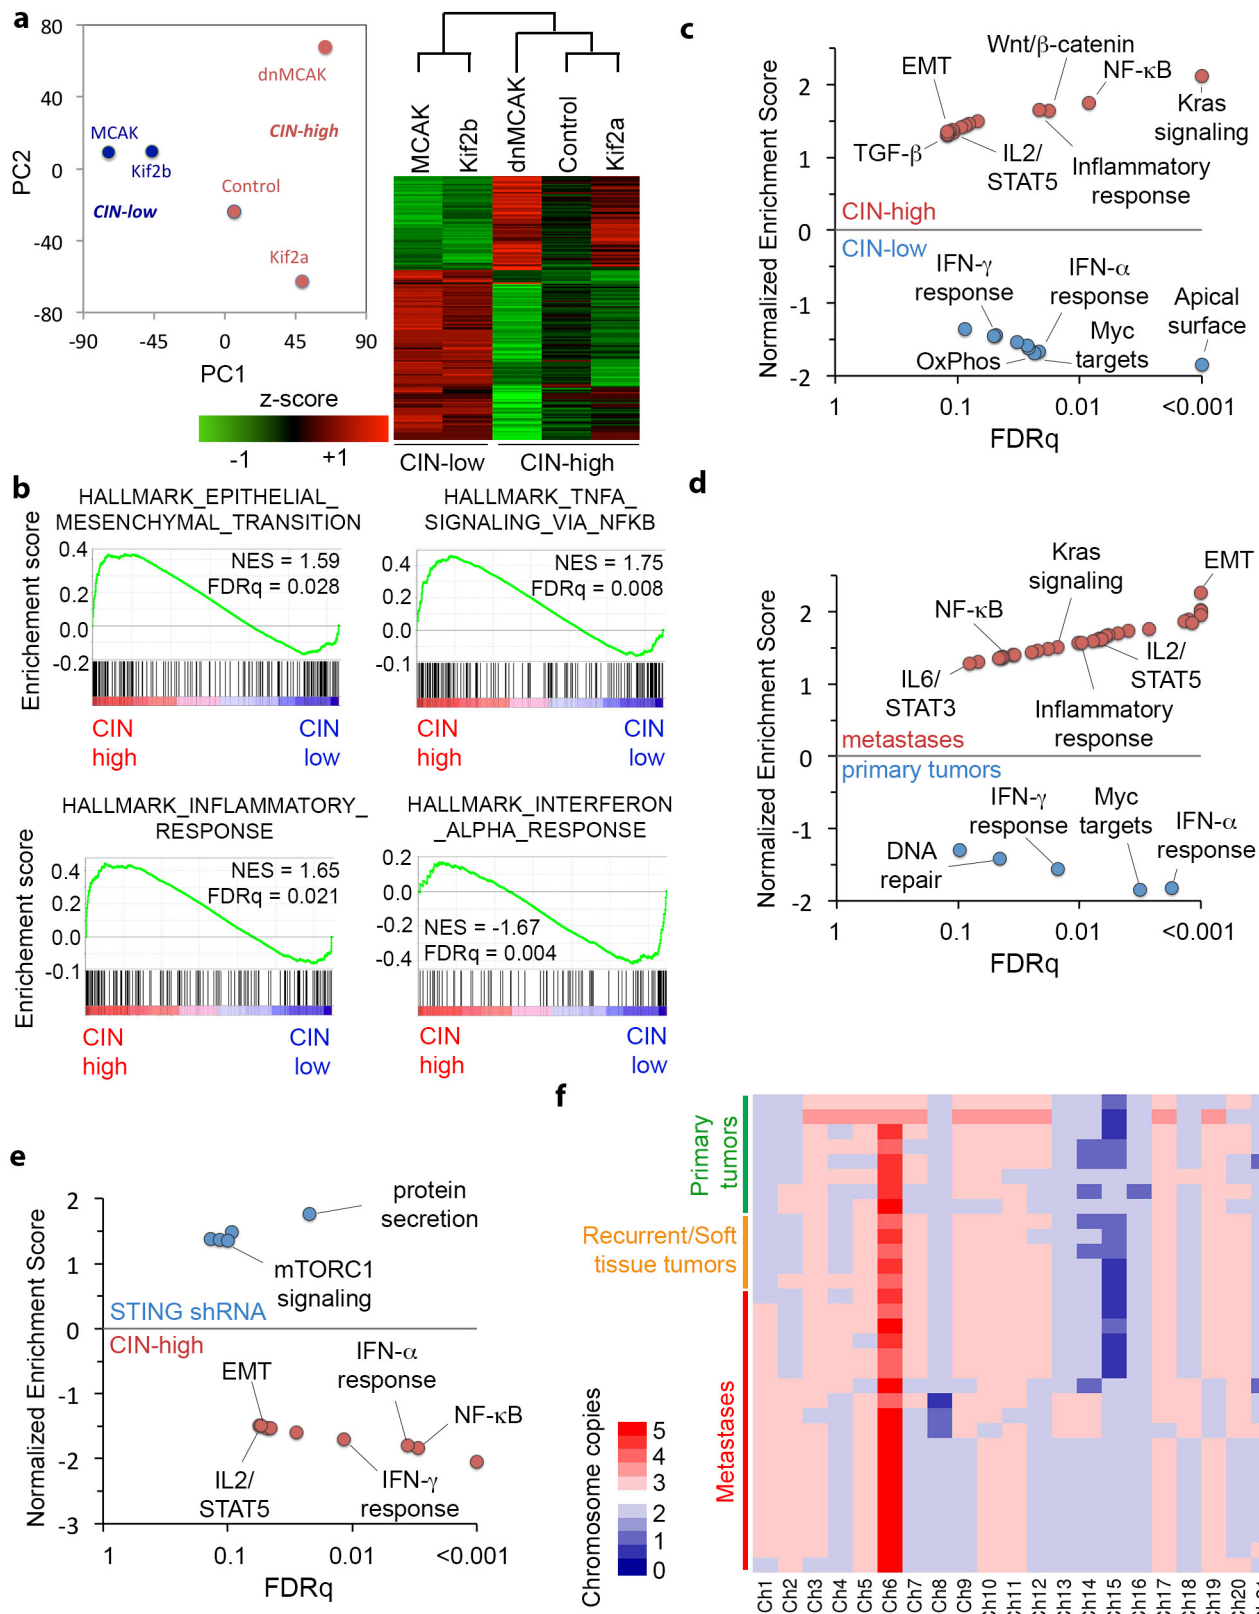 a
80
40
0
-40
-80
PC2
-90
-45
0
45
90
PC1
dnMCAK
CIN-high
MCAK
Kif2b
CIN-low
Control
Kif2a
z-score
-1
+1
MCAK
Kif2b
dnMCAK
Control
Kif2a
CIN-low
CIN-high
b
HALLMARK_EPITHELIAL_
MESENCHYMAL_TRANSITION
Enrichement score
0.4
0.2
0.0
-0.2
NES = 1.59
FDRq = 0.028
CIN
high
CIN
low
HALLMARK_TNFA_
SIGNALING_VIA_NFKB
0.4
0.2
0.0
-0.1
NES = 1.75
FDRq = 0.008
CIN
high
CIN
low
HALLMARK_INFLAMMATORY_
RESPONSE
Enrichement score
0.4
0.2
0.0
-0.1
NES = 1.65
FDRq = 0.021
CIN
high
CIN
low
HALLMARK_INTERFERON
_ALPHA_RESPONSE
0.2
0.0
-0.2
-0.4
NES = -1.67
FDRq = 0.004
CIN
high
CIN
low
c
Normalized Enrichment Score
2
1
0
-1
-2
EMT
Wnt/β-catenin
NF-κB
Kras
signaling
TGF-β
IL2/
STAT5
Inflammatory
response
CIN-high
CIN-low
IFN-γ
response
IFN-α
response
Apical
surface
OxPhos
Myc
targets
1
0.1
0.01
<0.001
FDRq
d
Normalized Enrichment Score
2
1
0
-1
-2
Kras
signaling
EMT
NF-κB
IL6/
STAT3
IL2/
STAT5
Inflammatory
response
metastases
primary tumors
IFN-γ
response
Myc
targets
IFN-α
response
DNA
repair
1
0.1
0.01
<0.001
FDRq
e
Normalized Enrichment Score
2
1
0
-1
-2
-3
protein
secretion
mTORC1
signaling
STING shRNA
CIN-high
EMT
IFN-α
response
NF-κB
IL2/
STAT5
IFN-γ
response
1
0.1
0.01
<0.001
FDRq
f
Primary
tumors
Recurrent/Soft
tissue tumors
Metastases
Chromosome copies
5
4
3
2
1
0
Ch1
Ch2
Ch3
Ch4
Ch5
Ch6
Ch7
Ch8
Ch9
Ch10
Ch11
Ch12
Ch13
Ch14
Ch15
Ch16
Ch17
Ch18
Ch19
Ch20